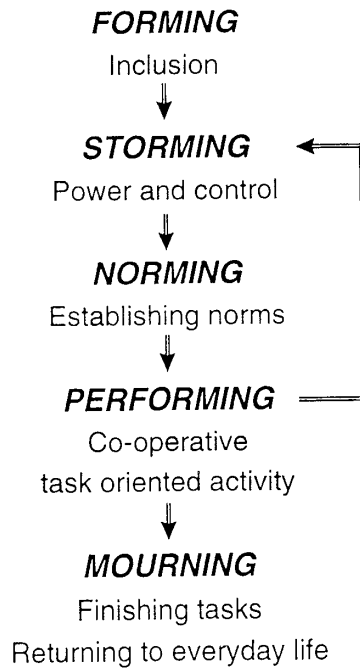 FORMING
Inclusion
STORMING
Power and control
NORMING
Establishing norms
PERFORMING
Co-operative
task oriented activity
MOURNING
Finishing tasks
Returning to everyday life